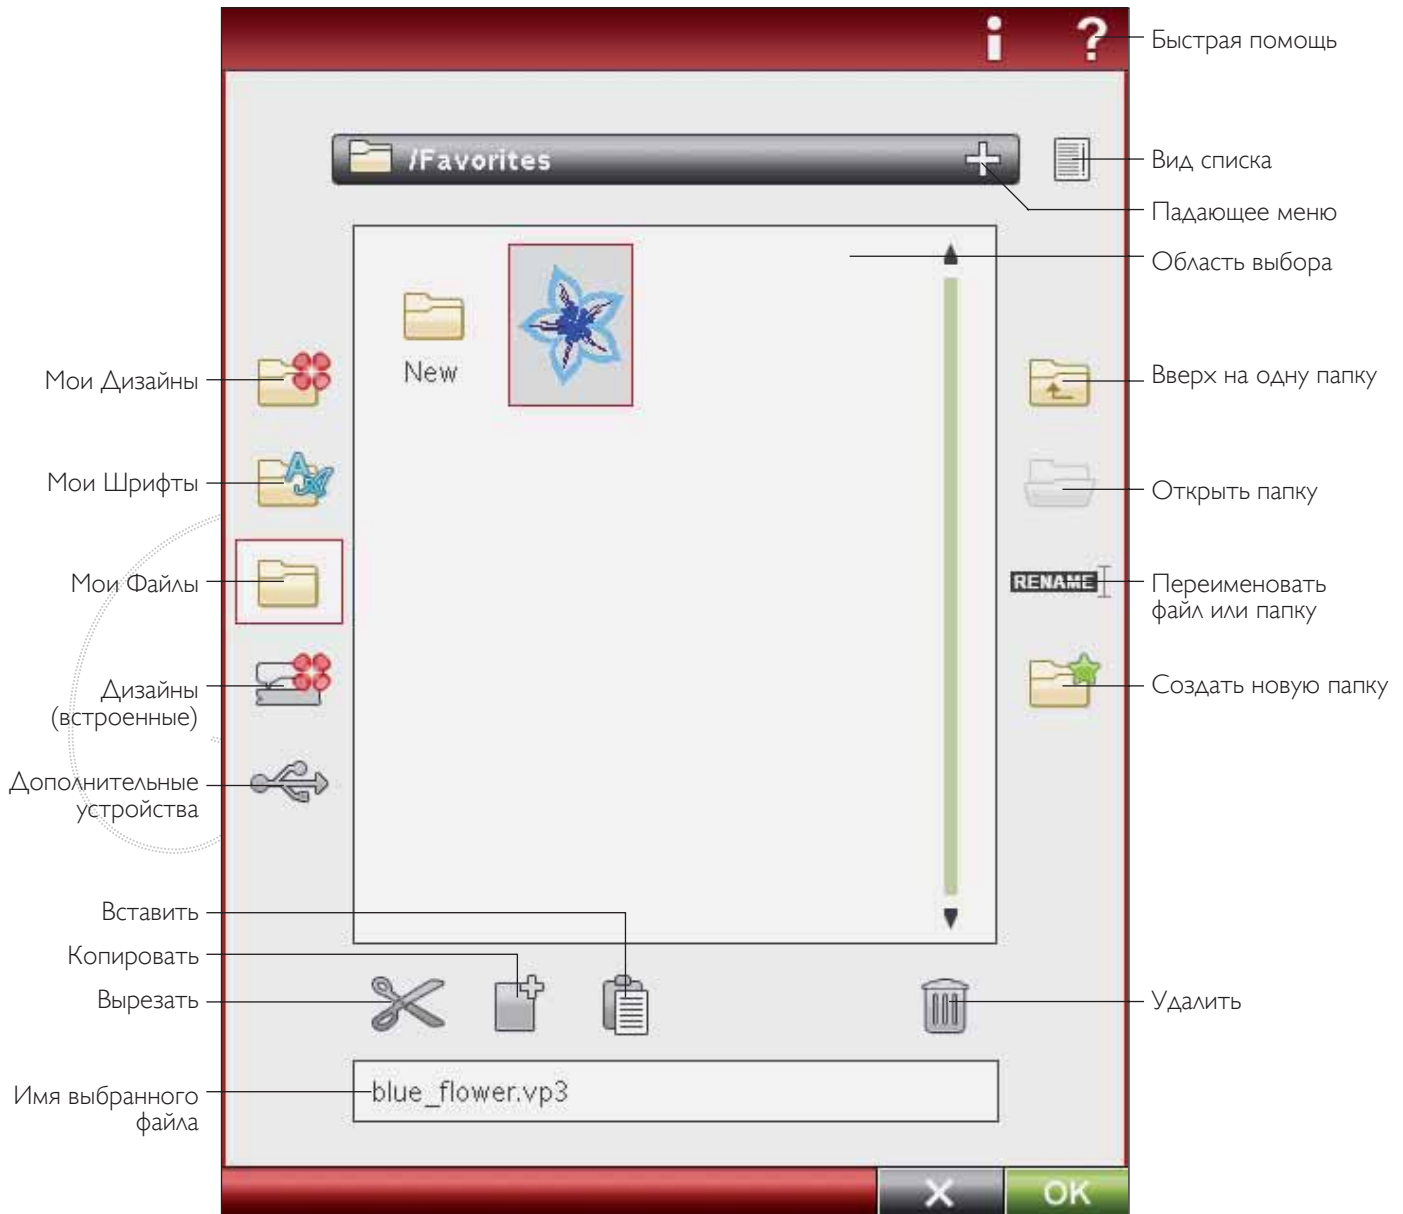 i ?
Быстрая помощь
/Favorites
Вид списка
Падающее меню
Область выбора
New
Мои Дизайны
Вверх на одну папку
Мои Шрифты
Открыть папку
Мои Файлы
RENAME
Переименовать
файл или папку
Дизайны
(встроенные)
Создать новую папку
Дополнительные
устройства
Вставить
Копировать
Вырезать
Удалить
Имя выбранного
файла
blue_flower.vp3
X OK